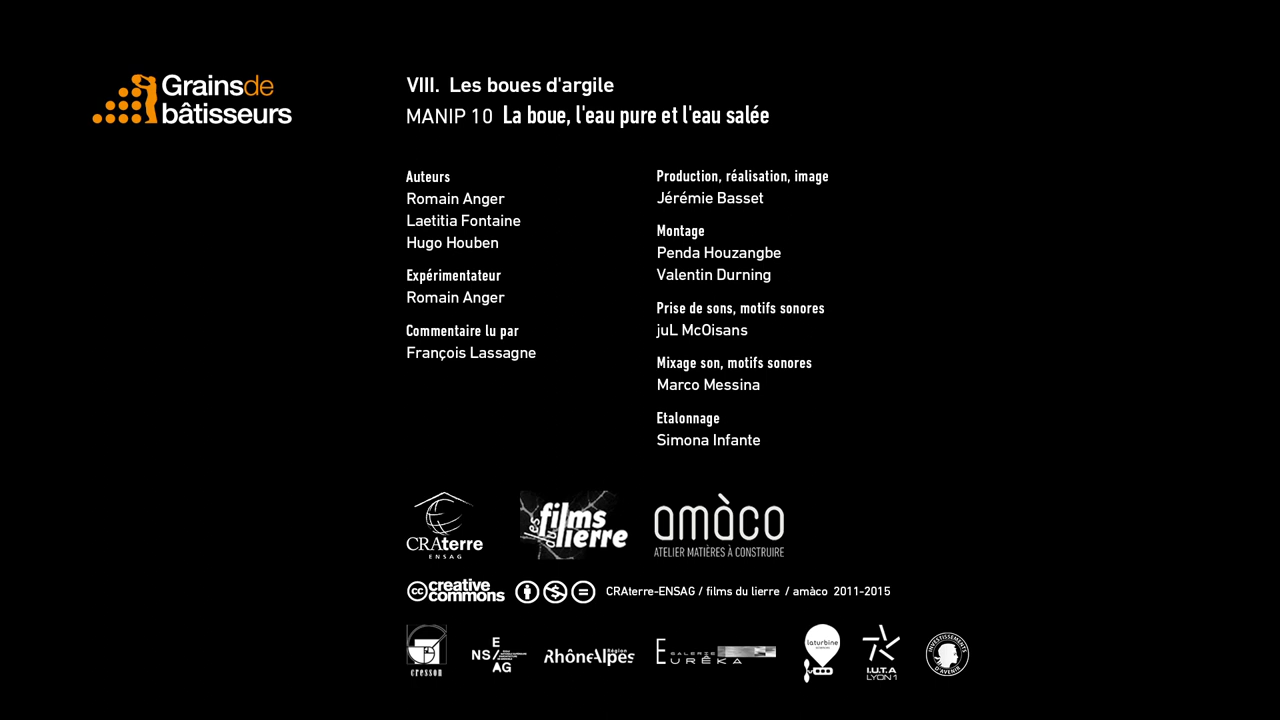 Grainsde
bâtisseurs
VIII. Les boues d'argile
MANIP 10 La boue, l'eau pure et l'eau salée
Auteurs
Romain Anger
Laetitia Fontaine
Hugo Houben
Expérimentateur
Romain Anger
Commentaire lu par
François Lassagne
Production, réalisation, image
Jérémie Basset
Montage
Penda Houzangbe
Valentin Durning
Prise de sons, motifs sonores
juL McOisans
Mixage son, motifs sonores
Marco Messina
Etalonnage
Simona Infante
CRAterre
ENSAG
les films
du lierre
amàco
ATELIER MATIÈRES À CONSTRUIRE
cc creative
commons
CRAterre-ENSAG / films du lierre / amàco 2011-2015
cresson
E
NS/
AG
Région
RhôneAlpes
GALERIE
EURÊKA
laturbine
I.U.T.A
LYON 1
INVESTISSEMENTS
D'AVENIR